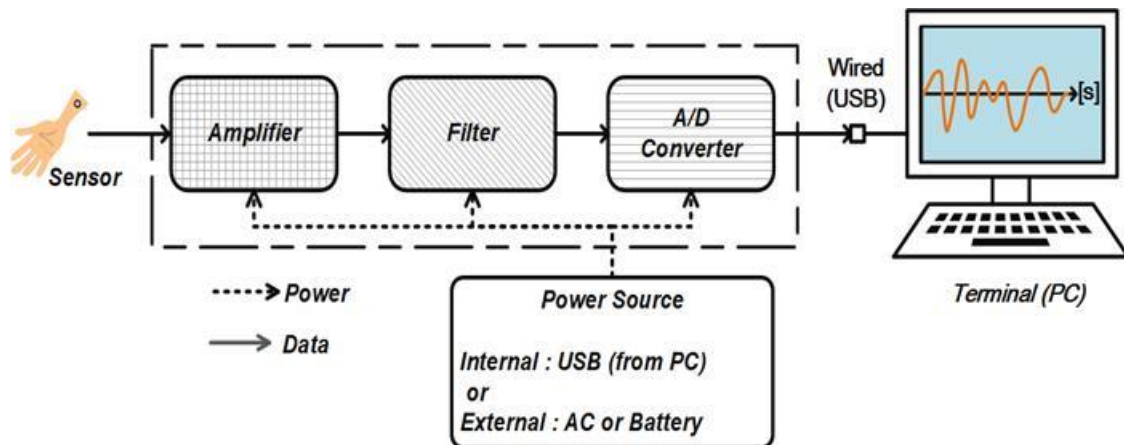 Sensor
Amplifier
Filter
A/D
Converter
Wired
(USB)
[s]
Terminal (PC)
Power
Data
Power Source
Internal : USB (from PC)
or
External : AC or Battery